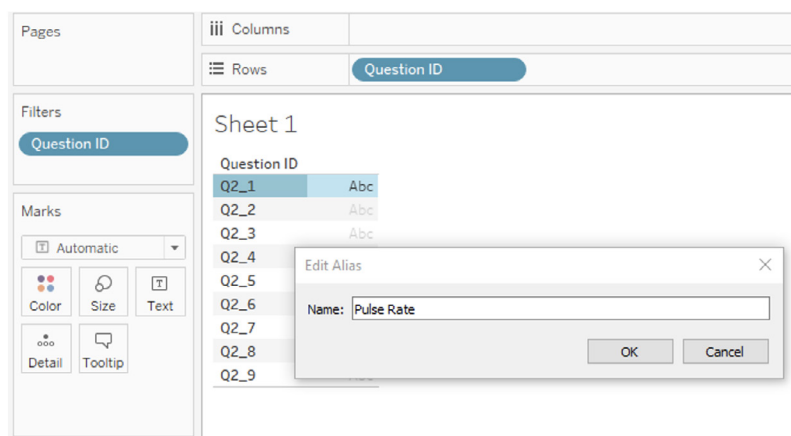 Pages
Columns
Rows
Question ID
Filters
Question ID
Sheet 1
Question ID
Q2_1 Abc
Q2_2 Abc
Q2_3 Abc
Q2_4
Q2_5
Q2_6
Q2_7
Q2_8
Q2_9
Marks
Automatic
Color Size Text
Detail Tooltip
Edit Alias
Name: Pulse Rate
OK Cancel